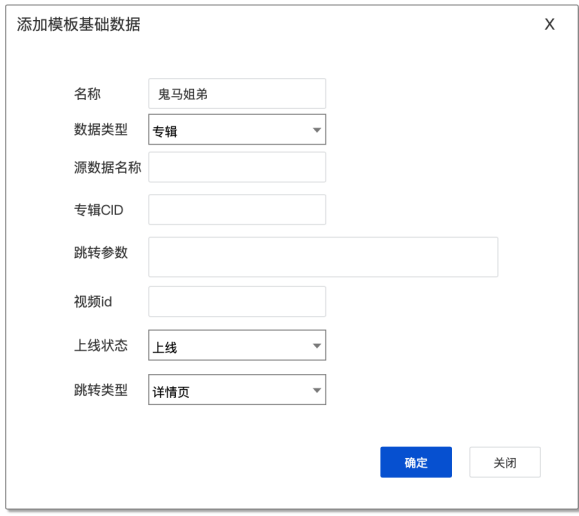 添加模板基础数据 X
名称 鬼马姐弟
数据类型 专辑
源数据名称
专辑CID
跳转参数
视频id
上线状态 上线
跳转类型 详情页
确定 关闭